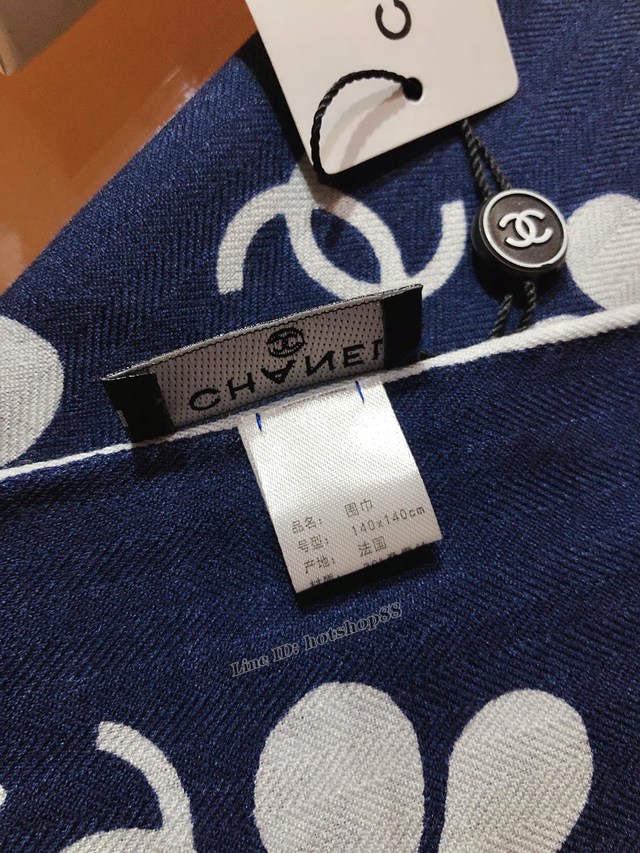 C
CHANEL
品名: 围巾
号型: 140x140cm
产地: 法国
Line ID: hotshop88